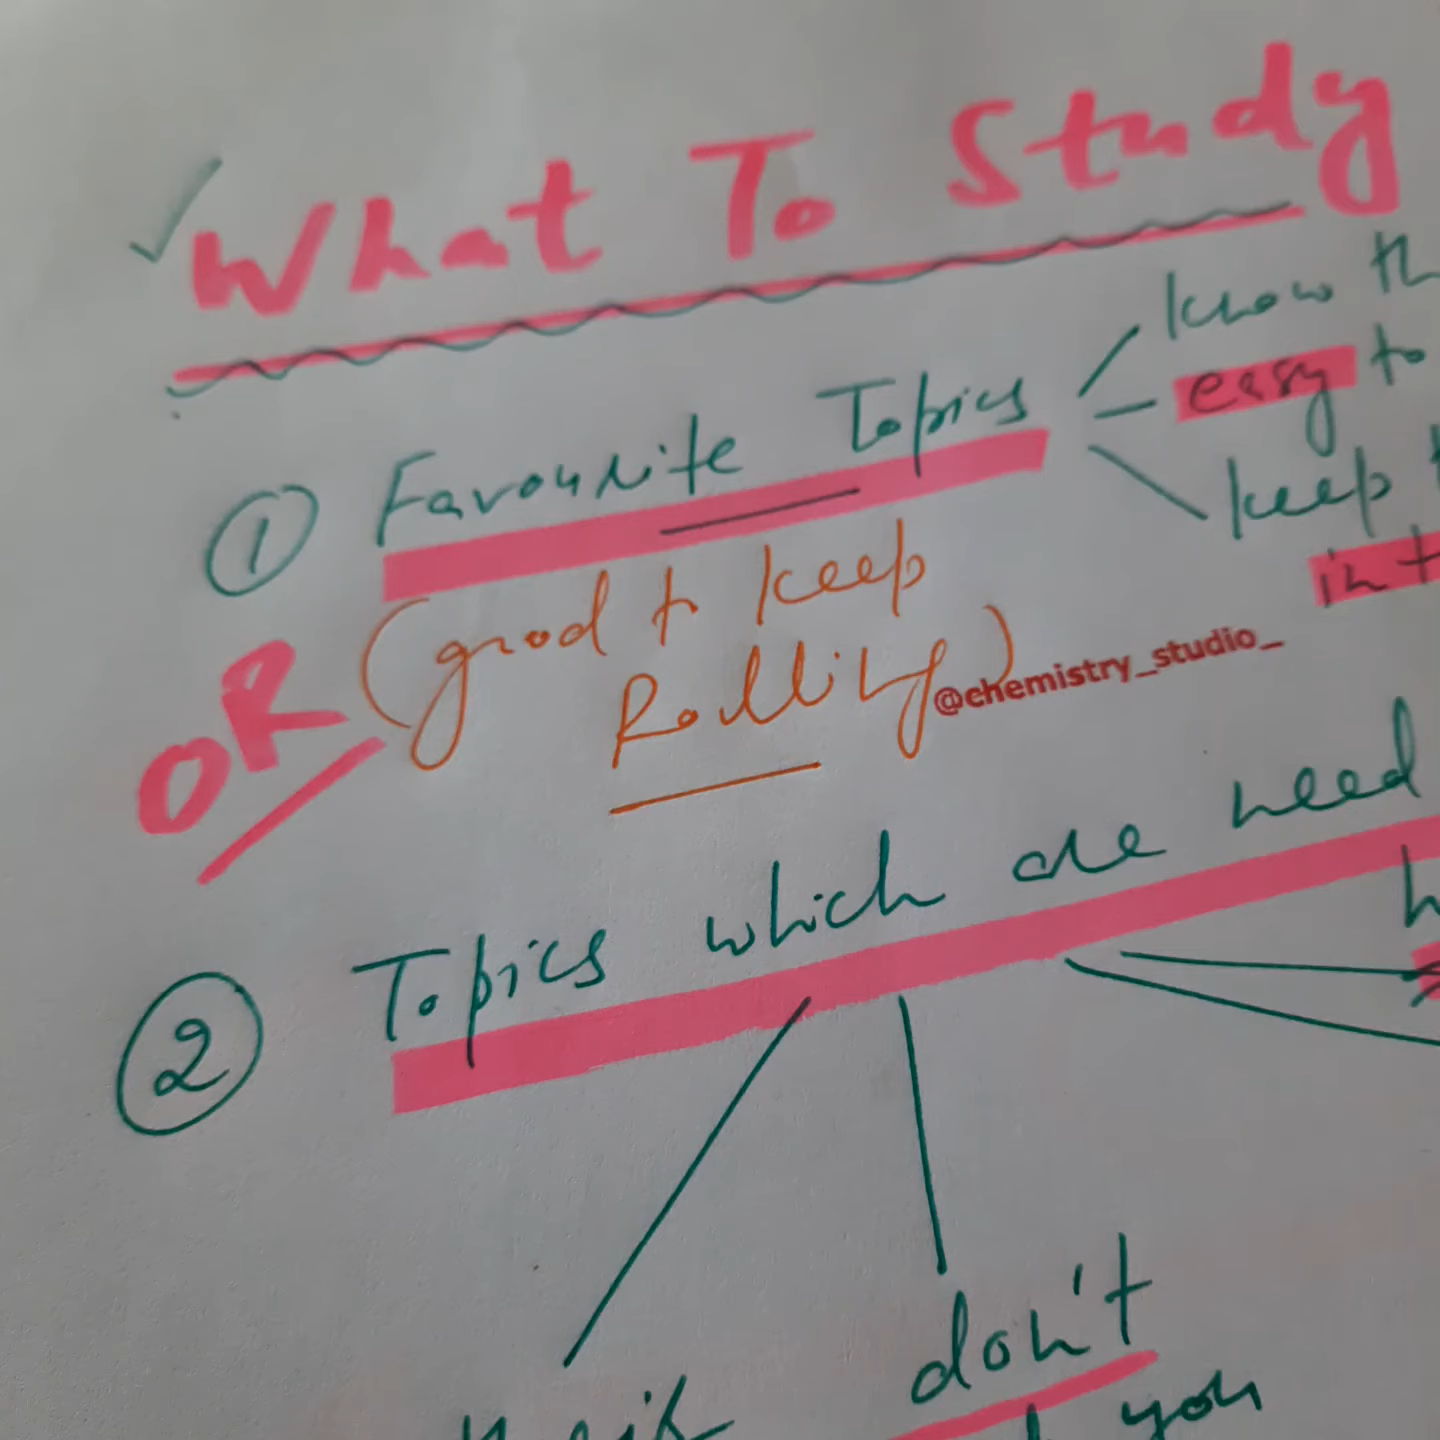 What To Study
① Favourite Topics
know
easy to
keep
in
(good to keep
Rolling)
OR
@chemistry_studio_
② Topics which are need
don't
you